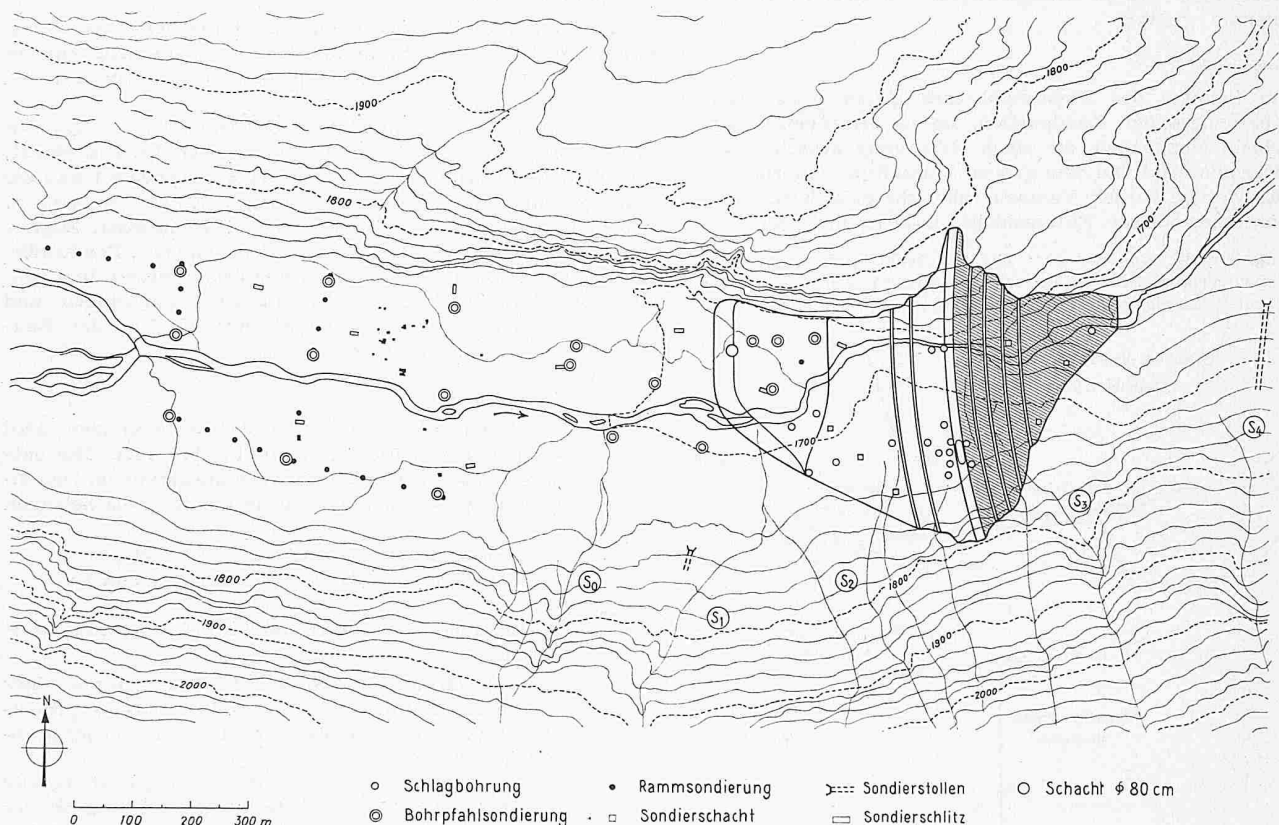 1900
1800
1800
1700
1700
S4
S3
S0
S1
S2
1800
1800
1900
1900
2000
2000
N
Schlagbohrung
Rammsondierung
Sondierstollen
Schacht ϕ 80 cm
Bohrpfahlsondierung
Sondierschacht
Sondierschlitz
0 100 200 300 m